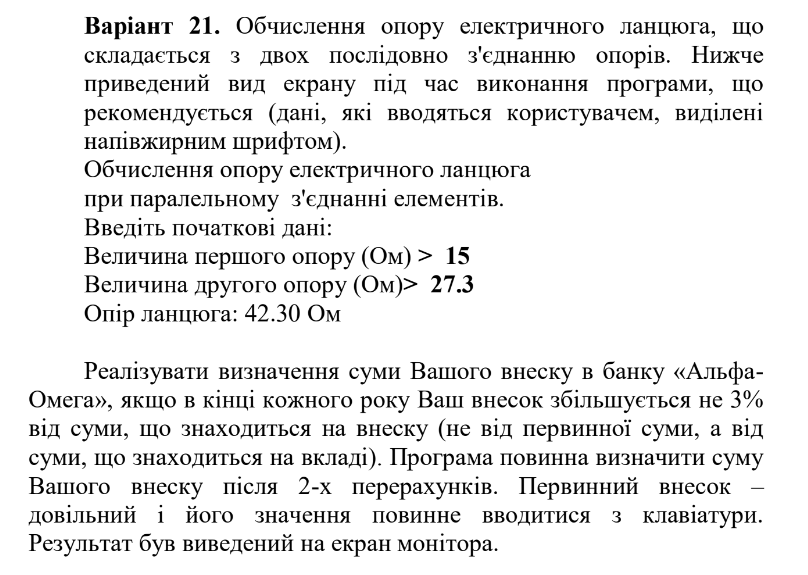 Варіант 21. Обчислення опору електричного ланцюга, що
складається з двох послідовно з'єднанню опорів. Нижче
приведений вид екрану під час виконання програми, що
рекомендується (дані, які вводяться користувачем, виділені
напівжирним шрифтом).
Обчислення опору електричного ланцюга
при паралельному з'єднанні елементів.
Введіть початкові дані:
Величина першого опору (Ом) > 15
Величина другого опору (Ом)> 27.3
Опір ланцюга: 42.30 Ом
Реалізувати визначення суми Вашого внеску в банку «Альфа-
Омега», якщо в кінці кожного року Ваш внесок збільшується не 3%
від суми, що знаходиться на внеску (не від первинної суми, а від
суми, що знаходиться на вкладі). Програма повинна визначити суму
Вашого внеску після 2-х перерахунків. Первинний внесок –
довільний і його значення повинне вводитися з клавіатури.
Результат був виведений на екран монітора.